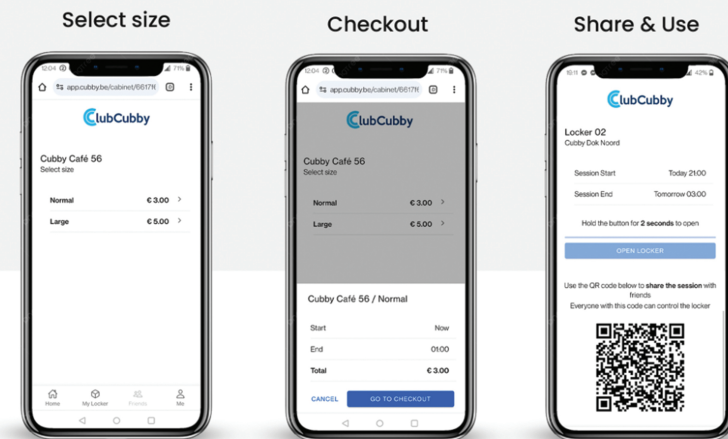 Select size
Checkout
Share & Use
12:04
71%
app.cubby.be/cabinet/66171
ClubCubby
Cubby Café 56
Select size
Normal € 3.00
Large € 5.00
Home
My Locker
Friends
Me
12:04
71%
app.cubby.be/cabinet/66171
ClubCubby
Cubby Café 56
Select size
Normal € 3.00
Large € 5.00
Cubby Café 56 / Normal
Start Now
End 01:00
Total € 3.00
CANCEL
GO TO CHECKOUT
15:11
42%
ClubCubby
Locker 02
Cubby Dok Noord
Session Start Today 21:00
Session End Tomorrow 03:00
Hold the button for 2 seconds to open
OPEN LOCKER
Use the QR code below to share the session with
friends
Everyone with this code can control the locker